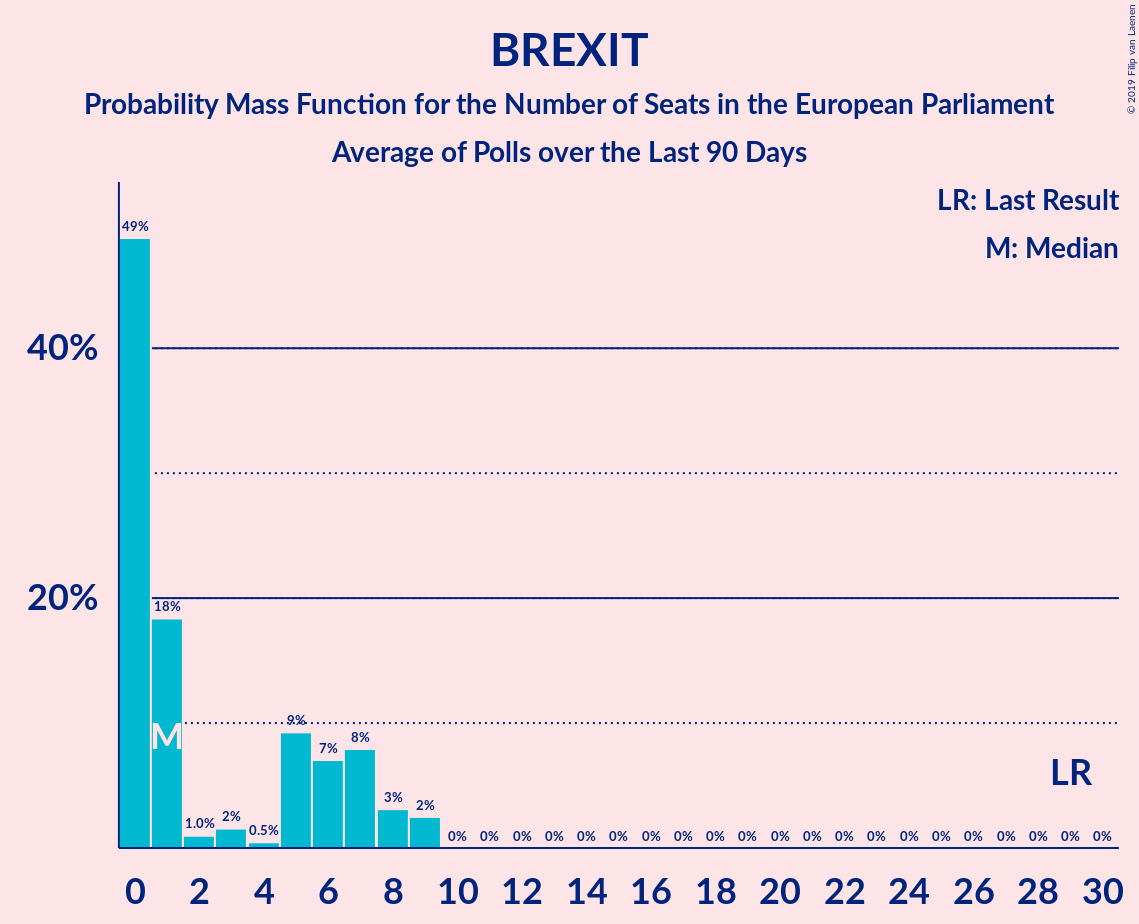 BREXIT
Probability Mass Function for the Number of Seats in the European Parliament
Average of Polls over the Last 90 Days
© 2019 Filip van Laenen
LR: Last Result
M: Median
49%
40%
20%
18%
M
9%
7%
8%
LR
1.0%
2%
0.5%
3%
2%
0% 0% 0% 0% 0% 0% 0% 0% 0% 0% 0% 0% 0% 0% 0% 0% 0% 0% 0% 0% 0%
0 2 4 6 8 10 12 14 16 18 20 22 24 26 28 30